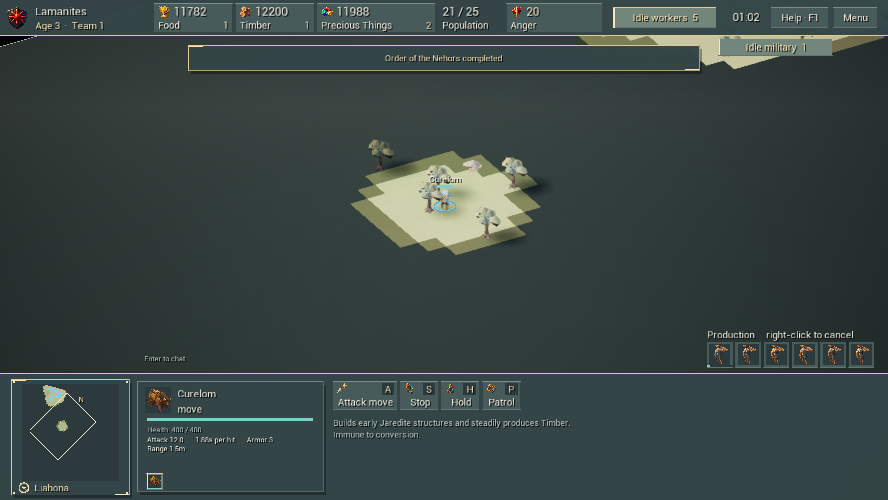 Lamanites
Age 3 · Team 1
11782
Food 1
12200
Timber 1
11988
Precious Things 2
21 / 25
Population
20
Anger
Idle workers 5
01:02
Help · F1
Menu
Idle military 1
Order of the Nehors completed
Curelom
Production right-click to cancel
Enter to chat
N
Liahona
Curelom
move
Health 400 / 400
Attack 12.0 1.88s per hit Armor 3
Range 1.5m
A
Attack move
S
Stop
H
Hold
P
Patrol
Builds early Jaredite structures and steadily produces Timber.
Immune to conversion.